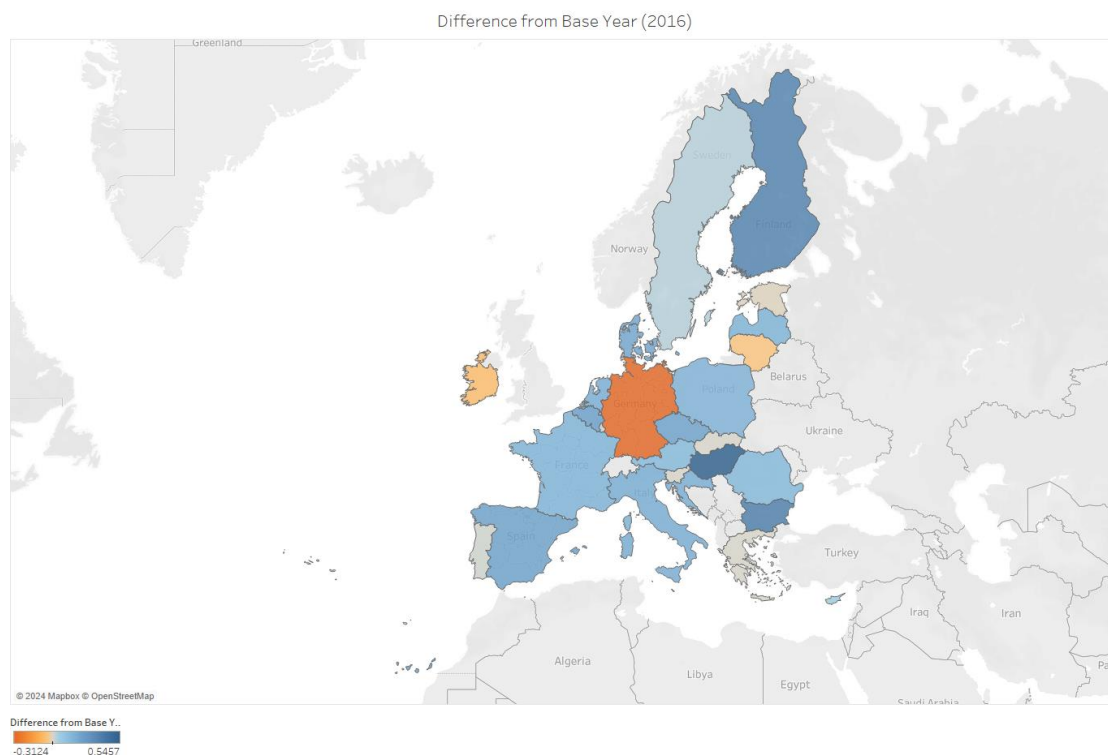 Difference from Base Year (2016)
Greenland
Sweden
Finland
Norway
Belarus
Poland
Germany
Ukraine
France
Spain
Turkey
Iraq
Iran
Algeria
Libya
Egypt
Saudi Arabia
© 2024 Mapbox © OpenStreetMap
Difference from Base Y..
-0.3124 0.5457